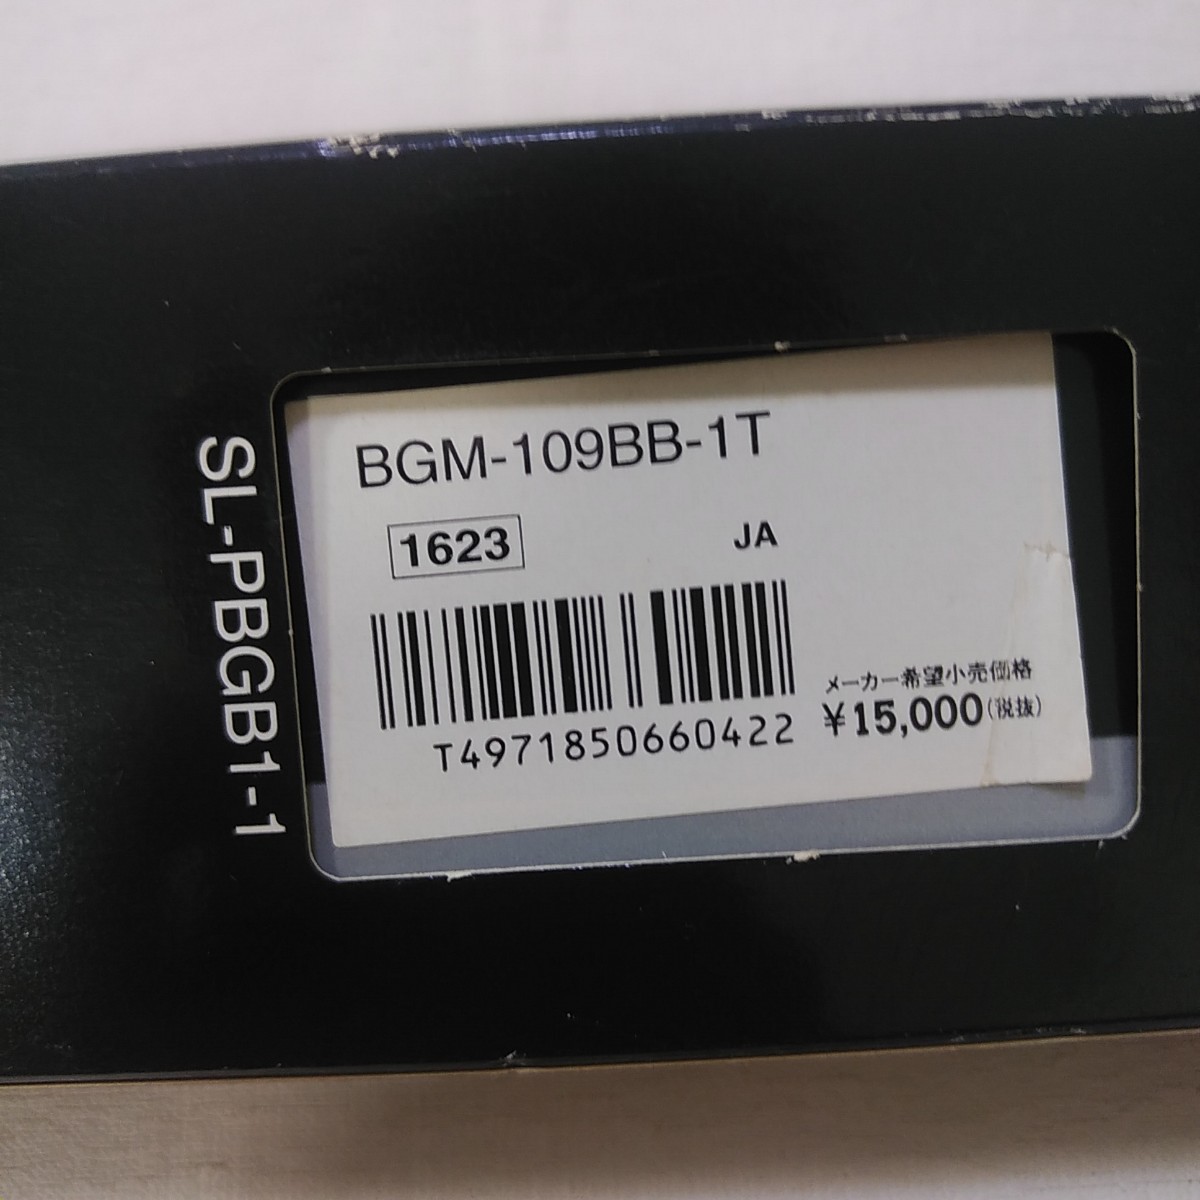 SL-PBGB1-1
BGM-109BB-1T
1623 JA
メーカー希望小売価格
¥15,000(税抜)
T4971850660422